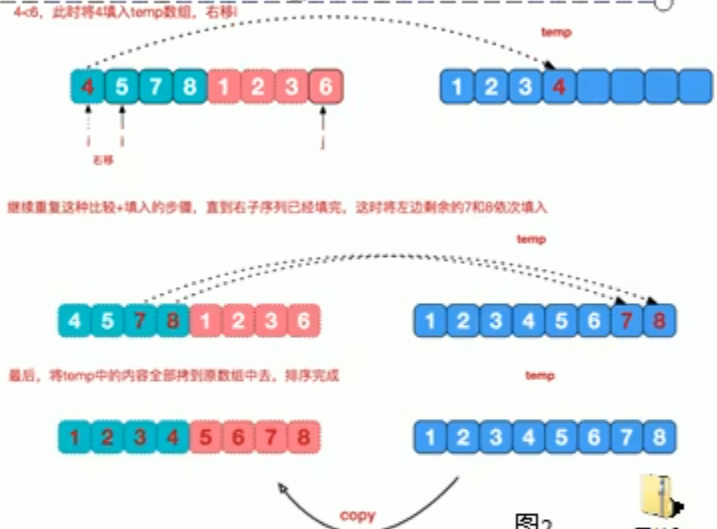 4<6，此时将4填入temp数组，右移i
temp
4 5 7 8 1 2 3 6
1 2 3 4
i i j
右移
继续重复这种比较+填入的步骤，直到右子序列已经填完，这时将左边剩余的7和8依次填入
temp
4 5 7 8 1 2 3 6
1 2 3 4 5 6 7 8
最后，将temp中的内容全部拷到原数组中去，排序完成
temp
1 2 3 4 5 6 7 8
1 2 3 4 5 6 7 8
copy
图2